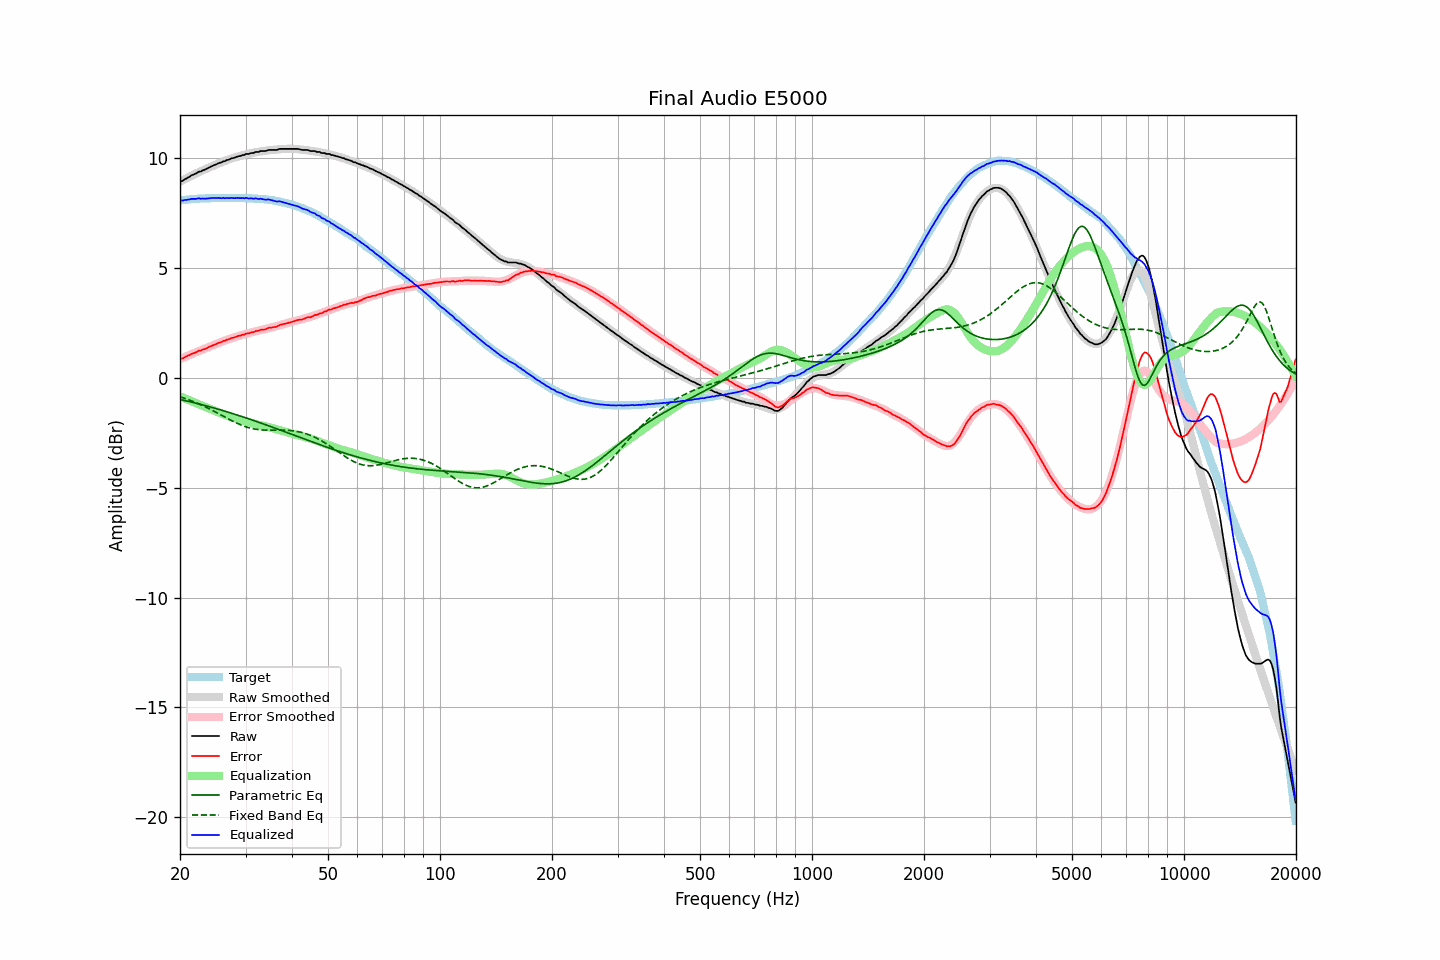 Final Audio E5000
Amplitude (dBr)
10
5
0
−5
−10
−15
−20
Target
Raw Smoothed
Error Smoothed
Raw
Error
Equalization
Parametric Eq
Fixed Band Eq
Equalized
20 50 100 200 500 1000 2000 5000 10000 20000
Frequency (Hz)